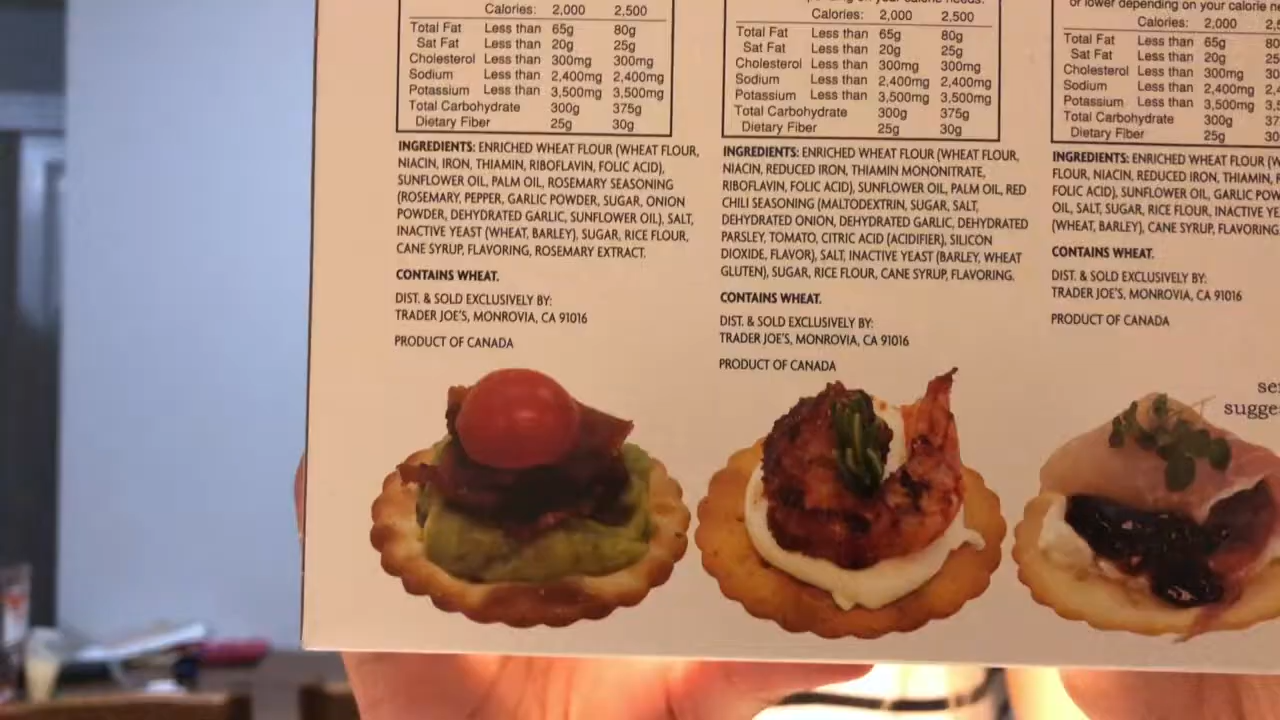 Calories: 2,000 2,500
Total Fat Less than 65g 80g
Sat Fat Less than 20g 25g
Cholesterol Less than 300mg 300mg
Sodium Less than 2,400mg 2,400mg
Potassium Less than 3,500mg 3,500mg
Total Carbohydrate 300g 375g
Dietary Fiber 25g 30g
INGREDIENTS: ENRICHED WHEAT FLOUR (WHEAT FLOUR,
NIACIN, IRON, THIAMIN, RIBOFLAVIN, FOLIC ACID),
SUNFLOWER OIL, PALM OIL, ROSEMARY SEASONING
(ROSEMARY, PEPPER, GARLIC POWDER, SUGAR, ONION
POWDER, DEHYDRATED GARLIC, SUNFLOWER OIL), SALT,
INACTIVE YEAST (WHEAT, BARLEY), SUGAR, RICE FLOUR,
CANE SYRUP, FLAVORING, ROSEMARY EXTRACT.
CONTAINS WHEAT.
DIST. & SOLD EXCLUSIVELY BY:
TRADER JOE'S, MONROVIA, CA 91016
PRODUCT OF CANADA
on your calorie needs.
Calories: 2,000 2,500
Total Fat Less than 65g 80g
Sat Fat Less than 20g 25g
Cholesterol Less than 300mg 300mg
Sodium Less than 2,400mg 2,400mg
Potassium Less than 3,500mg 3,500mg
Total Carbohydrate 300g 375g
Dietary Fiber 25g 30g
INGREDIENTS: ENRICHED WHEAT FLOUR (WHEAT FLOUR,
NIACIN, REDUCED IRON, THIAMIN MONONITRATE,
RIBOFLAVIN, FOLIC ACID), SUNFLOWER OIL, PALM OIL, RED
CHILI SEASONING (MALTODEXTRIN, SUGAR, SALT,
DEHYDRATED ONION, DEHYDRATED GARLIC, DEHYDRATED
PARSLEY, TOMATO, CITRIC ACID (ACIDIFIER), SILICON
DIOXIDE, FLAVOR), SALT, INACTIVE YEAST (BARLEY, WHEAT
GLUTEN), SUGAR, RICE FLOUR, CANE SYRUP, FLAVORING.
CONTAINS WHEAT.
DIST. & SOLD EXCLUSIVELY BY:
TRADER JOE'S, MONROVIA, CA 91016
PRODUCT OF CANADA
or lower depending on your calorie
Calories: 2,000
Total Fat Less than 65g
Sat Fat Less than 20g
Cholesterol Less than 300mg
Sodium Less than 2,400mg
Potassium Less than 3,500mg
Total Carbohydrate 300g
Dietary Fiber 25g
INGREDIENTS: ENRICHED WHEAT FLOUR
FLOUR, NIACIN, REDUCED IRON, THIAMIN,
FOLIC ACID), SUNFLOWER OIL, GARLIC
OIL, SALT, SUGAR, RICE FLOUR, INACTIVE
(WHEAT, BARLEY), CANE SYRUP, FLAVORING
CONTAINS WHEAT.
DIST. & SOLD EXCLUSIVELY BY:
TRADER JOE'S, MONROVIA, CA 91016
PRODUCT OF CANADA